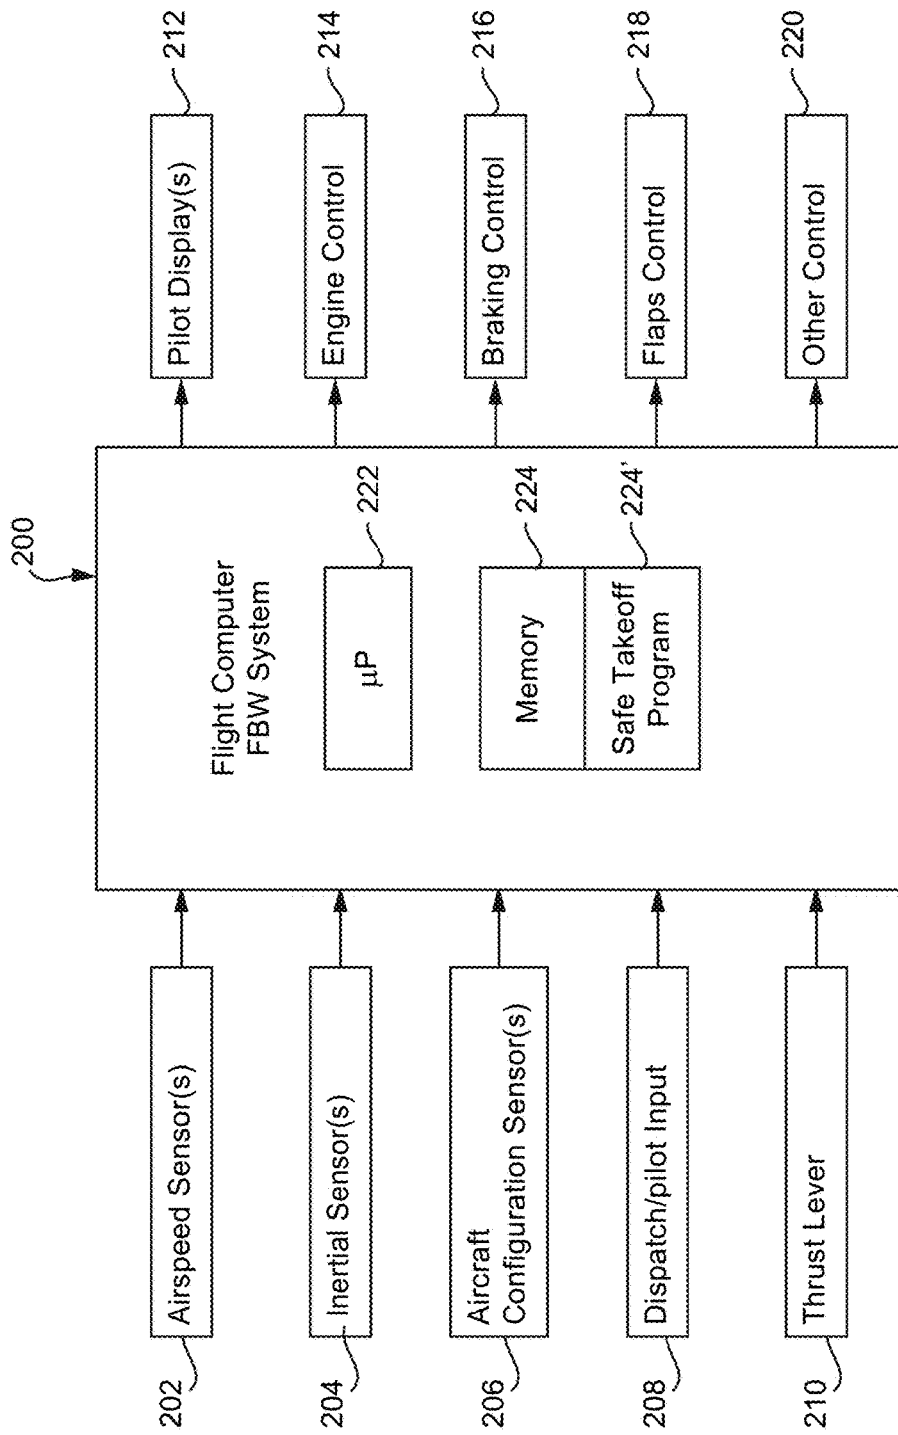 200
202
Airspeed Sensor(s)
204
Inertial Sensor(s)
206
Aircraft
Configuration Sensor(s)
208
Dispatch/pilot Input
210
Thrust Lever
Flight Computer
FBW System
µP
222
Memory
224
Safe Takeoff
Program
224'
Pilot Display(s)
212
Engine Control
214
Braking Control
216
Flaps Control
218
Other Control
220